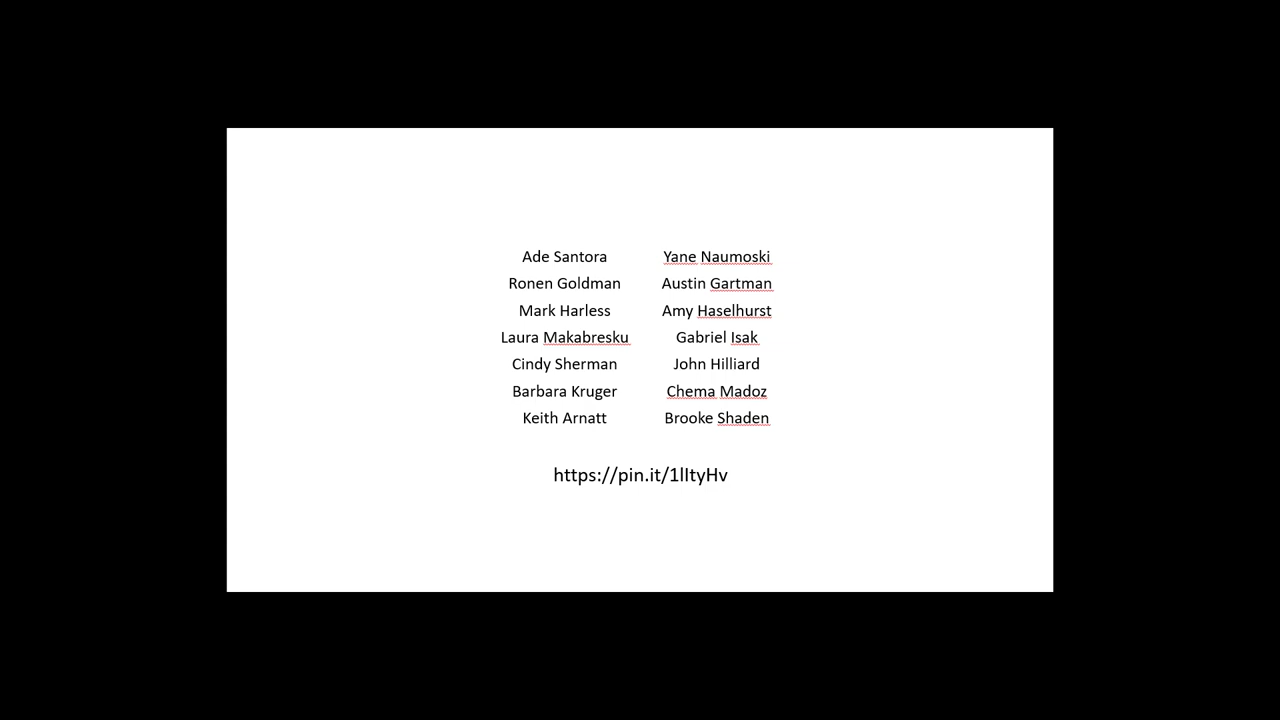 Ade Santora
Ronen Goldman
Mark Harless
Laura Makabresku
Cindy Sherman
Barbara Kruger
Keith Arnatt
Yane Naumoski
Austin Gartman
Amy Haselhurst
Gabriel Isak
John Hilliard
Chema Madoz
Brooke Shaden
https://pin.it/1lItyHv